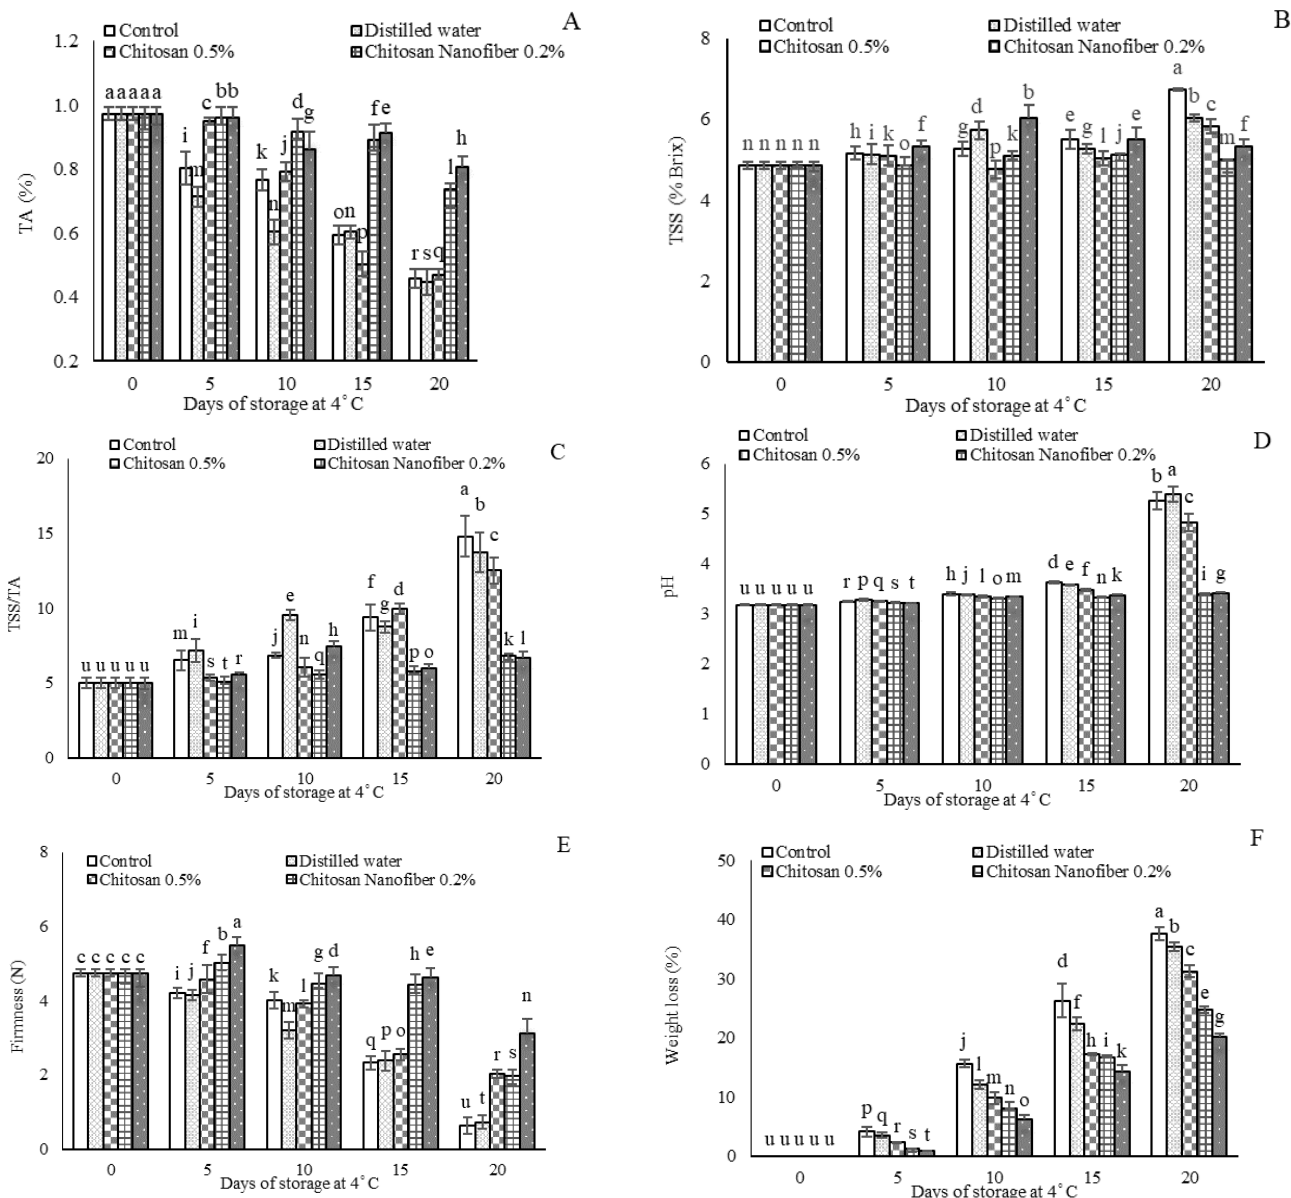 A
Control
Distilled water
Chitosan 0.5%
Chitosan Nanofiber 0.2%
TA (%)
1.2
1.0
0.8
0.6
0.4
0.2
a a a a a
i m c b b
k n j d g
o n p f e
r s q l h
0 5 10 15 20
Days of storage at 4˚C
B
Control
Distilled water
Chitosan 0.5%
Chitosan Nanofiber 0.2%
TSS (% Brix)
8
6
4
2
0
n n n n n
h i k o f
g d p k b
e g l j e
a b c m f
0 5 10 15 20
Days of storage at 4˚C
C
Control
Distilled water
Chitosan 0.5%
Chitosan Nanofiber 0.2%
TSS/TA
20
15
10
5
0
u u u u u
m i s t r
j e n q h
f g d p o
a b c k l
0 5 10 15 20
Days of storage at 4˚C
D
Control
Distilled water
Chitosan 0.5%
Chitosan Nanofiber 0.2%
pH
6
5
4
3
2
1
0
u u u u u
r p q s t
h j l o m
d e f n k
b a c i g
0 5 10 15 20
Days of storage at 4˚C
E
Control
Distilled water
Chitosan 0.5%
Chitosan Nanofiber 0.2%
Firmness (N)
8
6
4
2
0
c c c c c
i j f b a
k m l g d
q p o h e
u t r s n
0 5 10 15 20
Days of storage at 4˚C
F
Control
Distilled water
Chitosan 0.5%
Chitosan Nanofiber 0.2%
Weight loss (%)
50
40
30
20
10
0
u u u u u
p q r s t
j l m n o
d f h i k
a b c e g
0 5 10 15 20
Days of storage at 4˚C